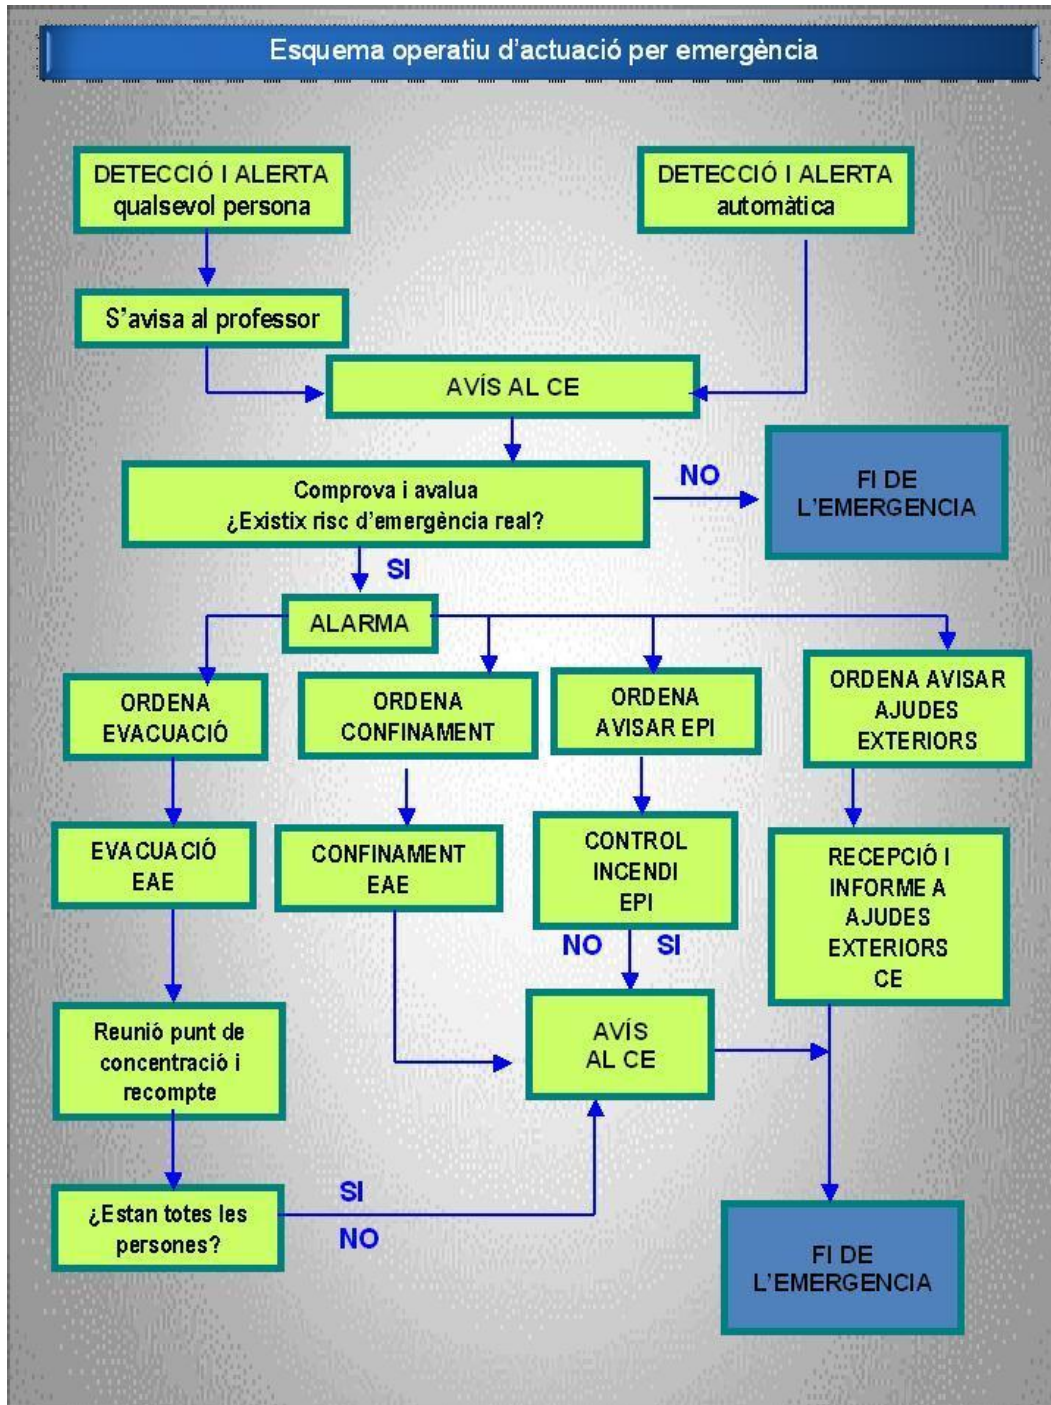 Esquema operatiu d'actuació per emergència
DETECCIÓ I ALERTA
qualsevol persona
DETECCIÓ I ALERTA
automàtica
S'avisa al professor
AVÍS AL CE
Comprova i avalua
¿Existix risc d'emergència real?
NO
FI DE
L'EMERGENCIA
SI
ALARMA
ORDENA
EVACUACIÓ
ORDENA
CONFINAMENT
ORDENA
AVISAR EPI
ORDENA AVISAR
AJUDES
EXTERIORS
EVACUACIÓ
EAE
CONFINAMENT
EAE
CONTROL
INCENDI
EPI
RECEPCIÓ I
INFORME A
AJUDES
EXTERIORS
CE
NO SI
Reunió punt de
concentració i
recompte
AVÍS
AL CE
¿Estan totes les
persones?
SI
NO
FI DE
L'EMERGENCIA